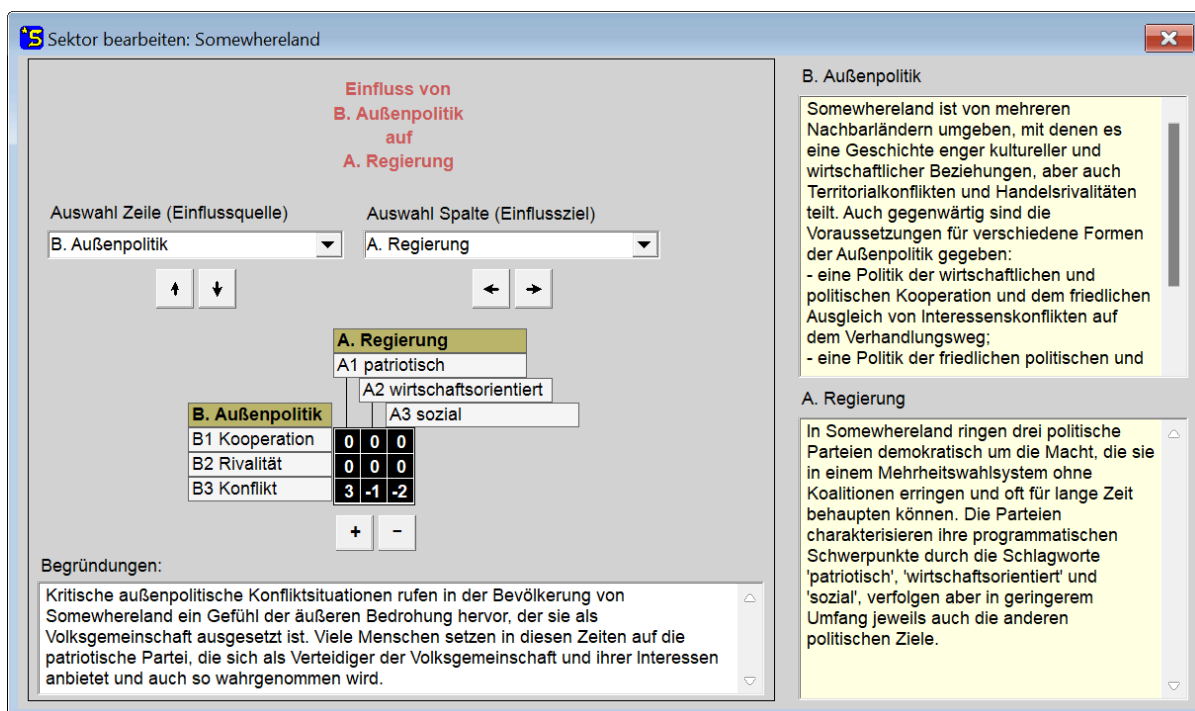 Sektor bearbeiten: Somewhereland
Einfluss von
B. Außenpolitik
auf
A. Regierung
Auswahl Zeile (Einflussquelle)
Auswahl Spalte (Einflussziel)
B. Außenpolitik
A. Regierung
A. Regierung
A1 patriotisch
A2 wirtschaftsorientiert
B. Außenpolitik
A3 sozial
B1 Kooperation 0 0 0
B2 Rivalität 0 0 0
B3 Konflikt 3 -1 -2
+ −
Begründungen:
Kritische außenpolitische Konfliktsituationen rufen in der Bevölkerung von
Somewhereland ein Gefühl der äußeren Bedrohung hervor, der sie als
Volksgemeinschaft ausgesetzt ist. Viele Menschen setzen in diesen Zeiten auf die
patriotische Partei, die sich als Verteidiger der Volksgemeinschaft und ihrer Interessen
anbietet und auch so wahrgenommen wird.
B. Außenpolitik
Somewhereland ist von mehreren
Nachbarländern umgeben, mit denen es
eine Geschichte enger kultureller und
wirtschaftlicher Beziehungen, aber auch
Territorialkonflikten und Handelsrivalitäten
teilt. Auch gegenwärtig sind die
Voraussetzungen für verschiedene Formen
der Außenpolitik gegeben:
- eine Politik der wirtschaftlichen und
politischen Kooperation und dem friedlichen
Ausgleich von Interessenskonflikten auf
dem Verhandlungsweg;
- eine Politik der friedlichen politischen und
A. Regierung
In Somewhereland ringen drei politische
Parteien demokratisch um die Macht, die sie
in einem Mehrheitswahlsystem ohne
Koalitionen erringen und oft für lange Zeit
behaupten können. Die Parteien
charakterisieren ihre programmatischen
Schwerpunkte durch die Schlagworte
'patriotisch', 'wirtschaftsorientiert' und
'sozial', verfolgen aber in geringerem
Umfang jeweils auch die anderen
politischen Ziele.